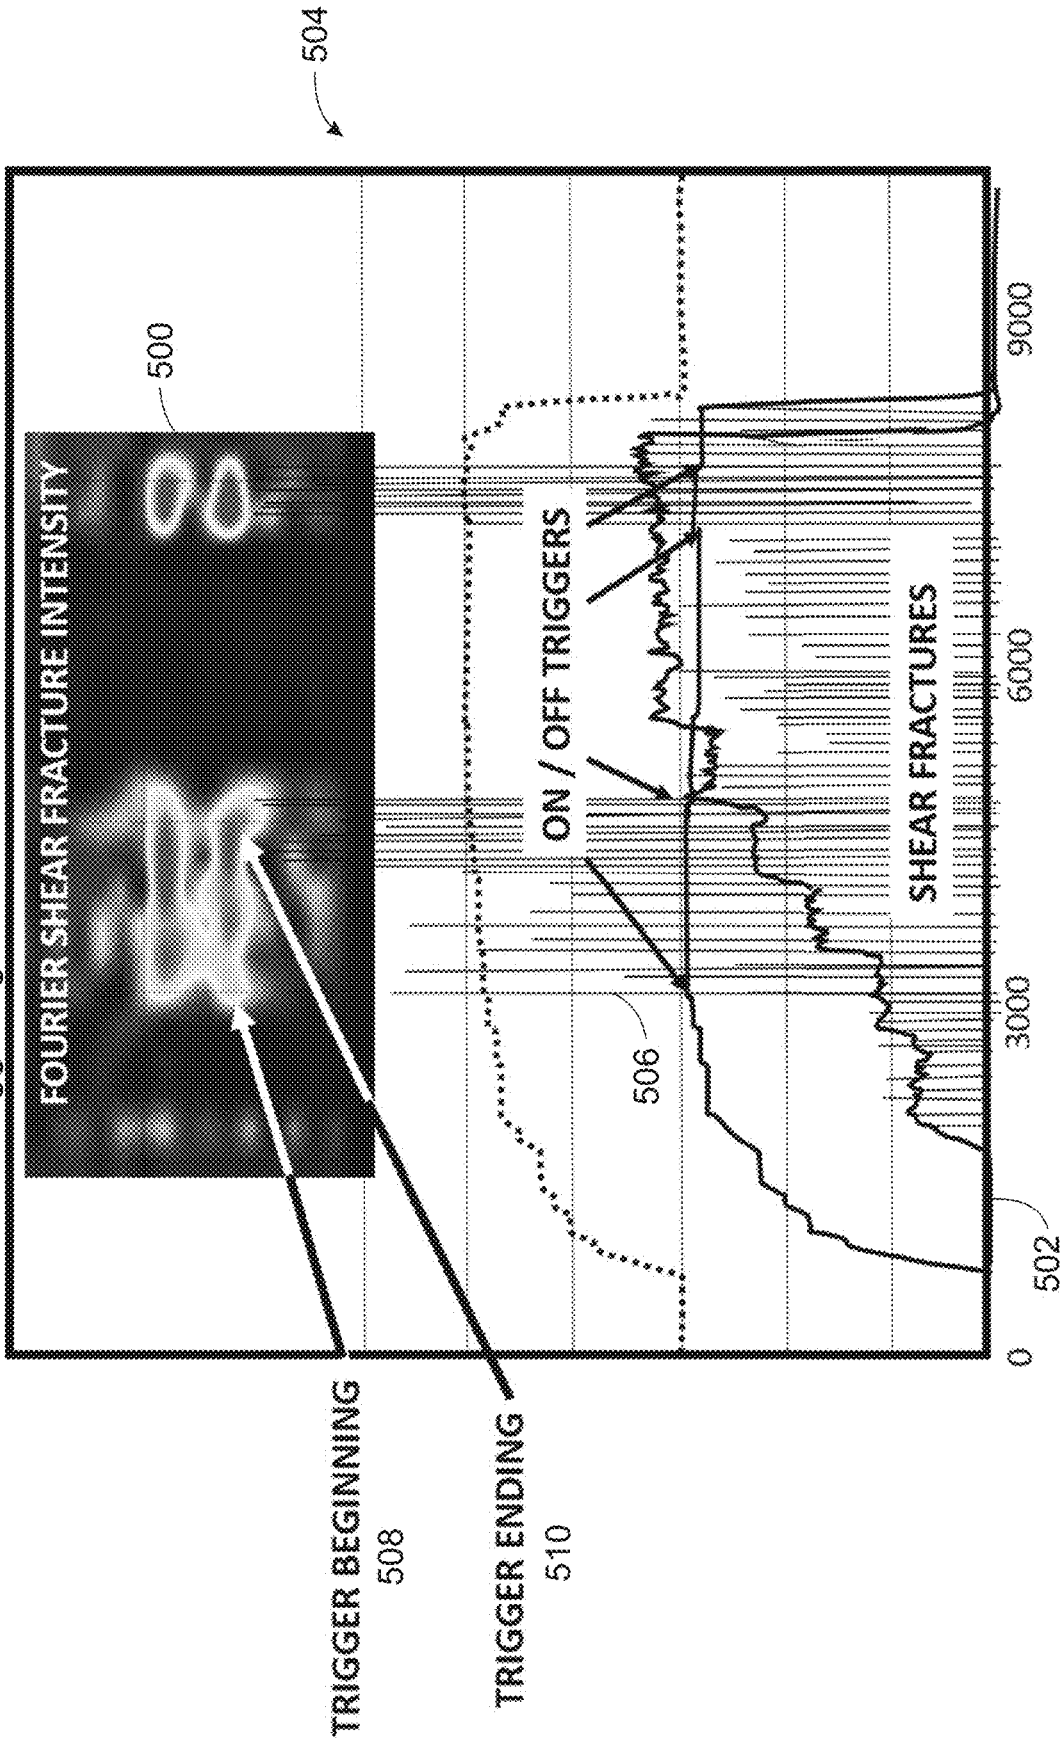 504
500
FOURIER SHEAR FRACTURE INTENSITY
TRIGGER BEGINNING
508
TRIGGER ENDING
510
ON / OFF TRIGGERS
506
SHEAR FRACTURES
0
3000
6000
9000
502